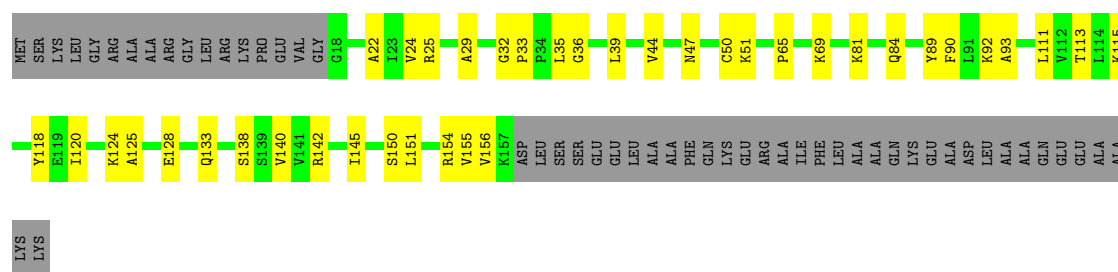 MET SER LYS LEU GLY ARG ALA ALA ARG GLY LEU ARG LYS PRO GLU VAL GLY G18 A22 I23 V24 R25 A29 G32 P33 P34 L35 G36 L39 V44 N47 C50 K51 P65 K69 K81 Q84 Y89 F90 L91 K92 A93 L111 V112 T113 L114 K115
Y118 E119 I120 K124 A125 E128 Q133 S138 S139 V140 V141 R142 I145 S150 L151 R154 V155 V156 K157 ASP LEU SER SER GLU GLU LEU ALA ALA PHE GLN LYS GLU ARG ALA ILE PHE LEU ALA ALA GLN LYS GLU ALA ASP LEU ALA ALA GLN GLU GLU ALA ALA
LYS LYS